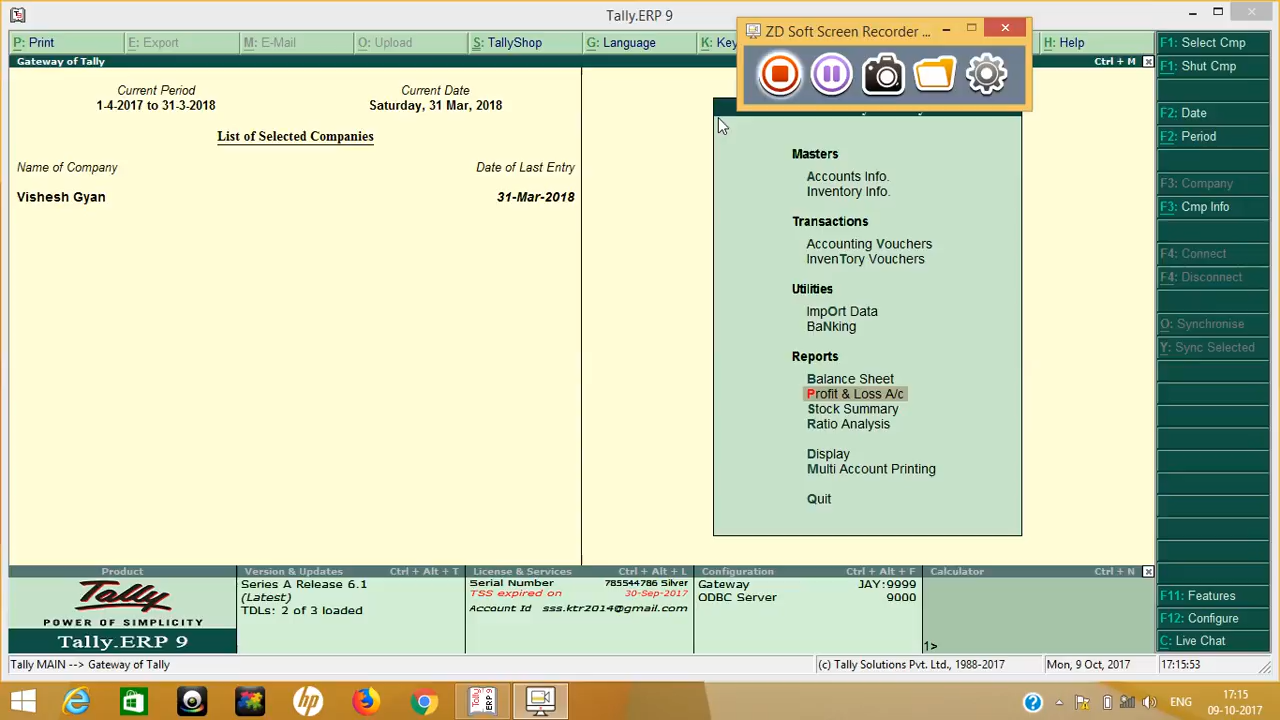 Tally.ERP 9
ZD Soft Screen Recorder ...
P: Print
E: Export
M: E-Mail
O: Upload
S: TallyShop
G: Language
K: Key
H: Help
Gateway of Tally
Ctrl + M
Current Period
1-4-2017 to 31-3-2018
Current Date
Saturday, 31 Mar, 2018
List of Selected Companies
Name of Company
Date of Last Entry
Vishesh Gyan
31-Mar-2018
Masters
Accounts Info.
Inventory Info.
Transactions
Accounting Vouchers
InvenTory Vouchers
Utilities
ImpOrt Data
BaNking
Reports
Balance Sheet
Profit & Loss A/c
Stock Summary
Ratio Analysis
Display
Multi Account Printing
Quit
F1: Select Cmp
F1: Shut Cmp
F2: Date
F2: Period
F3: Company
F3: Cmp Info
F4: Connect
F4: Disconnect
O: Synchronise
Y: Sync Selected
F11: Features
F12: Configure
C: Live Chat
Product
Tally
POWER OF SIMPLICITY
Tally.ERP 9
Version & Updates
Ctrl + Alt + T
Series A Release 6.1
(Latest)
TDLs: 2 of 3 loaded
License & Services
Ctrl + Alt + L
Serial Number
785544786 Silver
TSS expired on
30-Sep-2017
Account Id
sss.ktr2014@gmail.com
Configuration
Ctrl + Alt + F
Gateway
JAY:9999
ODBC Server
9000
Calculator
Ctrl + N
1>
Tally MAIN --> Gateway of Tally
(c) Tally Solutions Pvt. Ltd., 1988-2017
Mon, 9 Oct, 2017
17:15:53
hp
Tally
ERP 9
ENG
17:15
09-10-2017